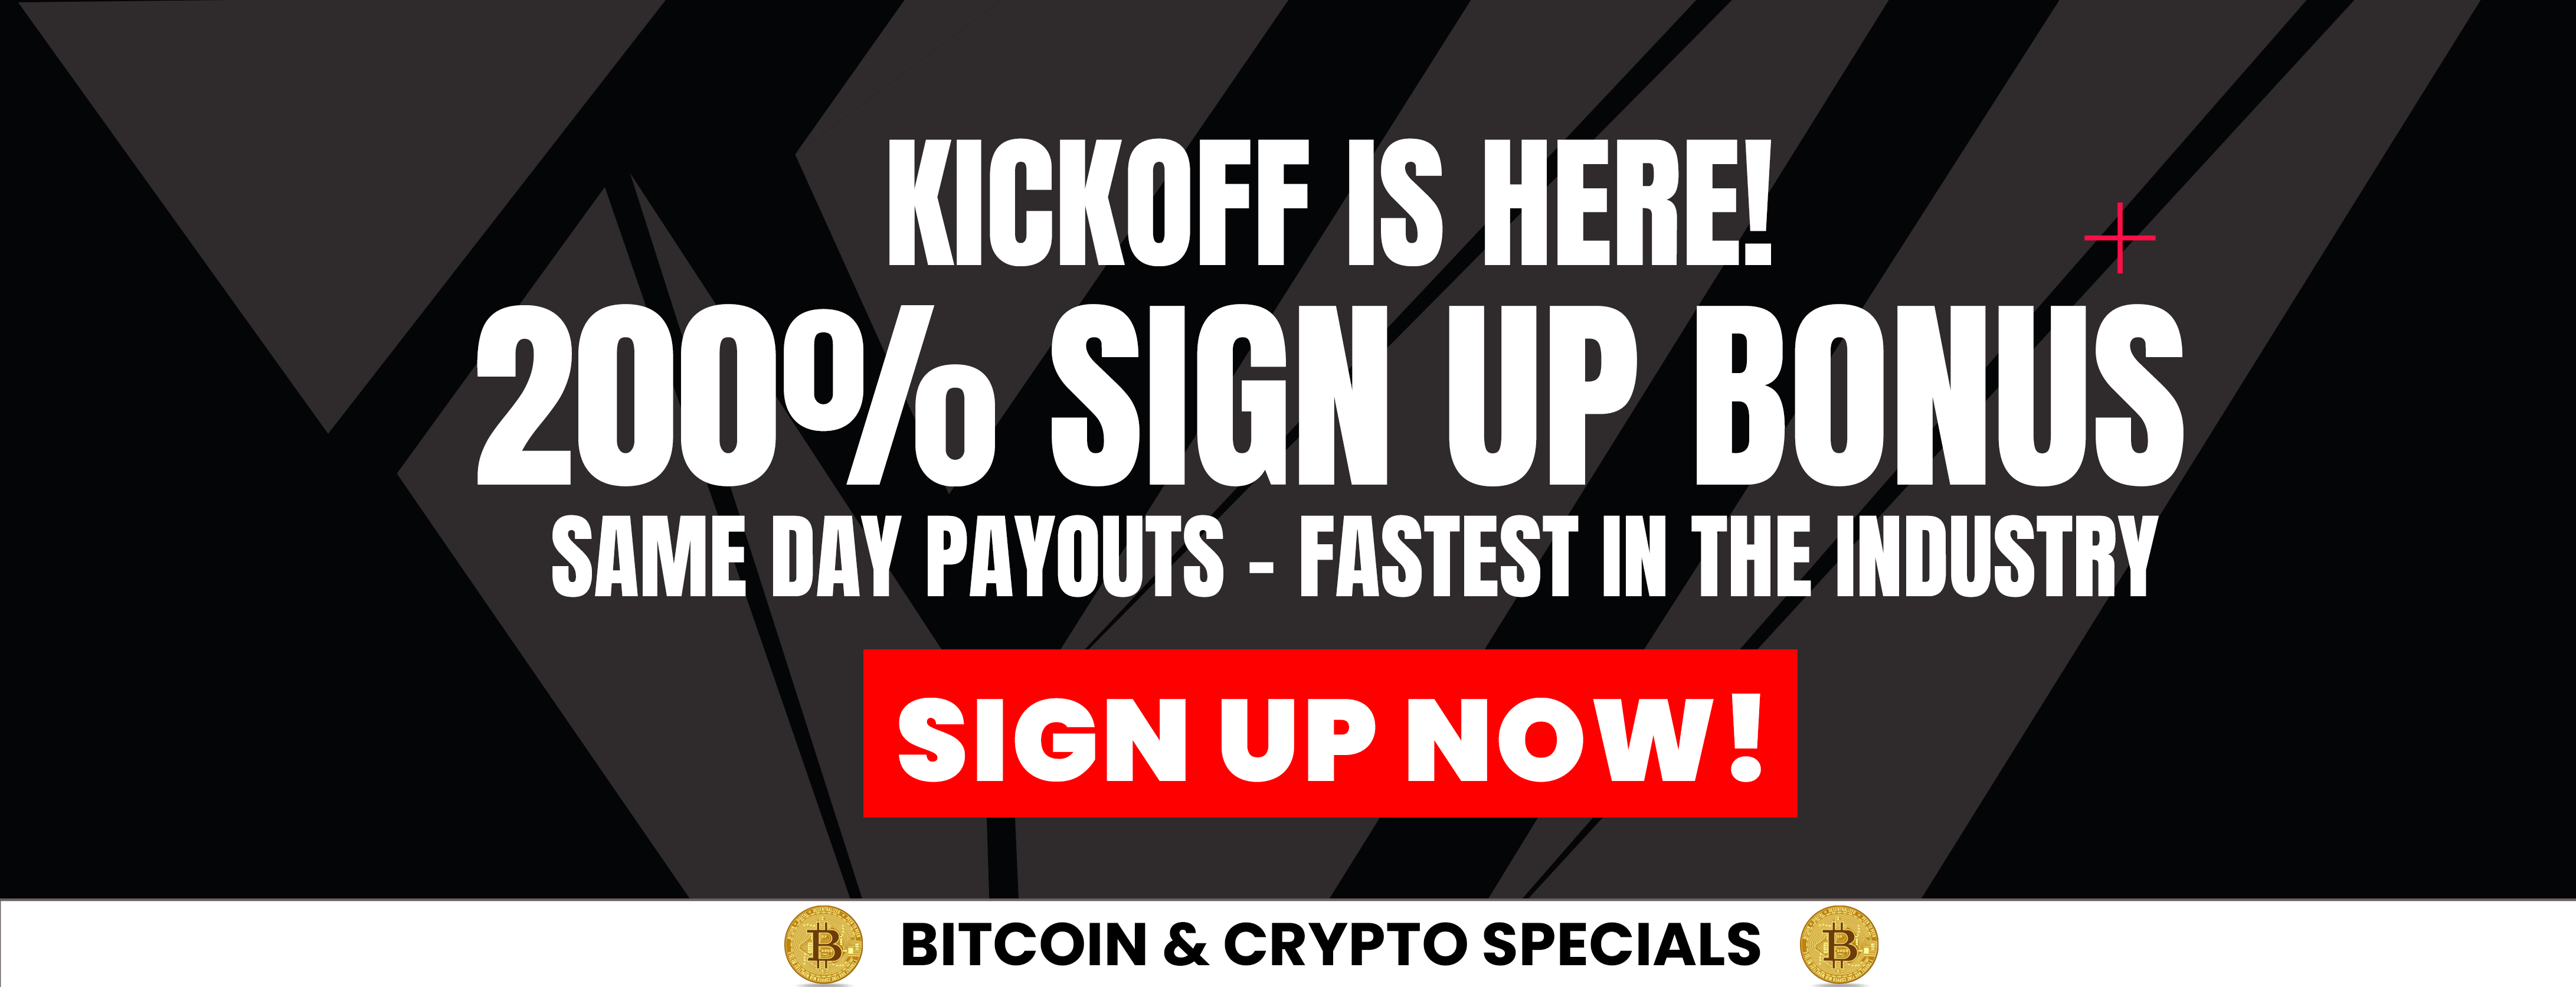 KICKOFF IS HERE!
200% SIGN UP BONUS
SAME DAY PAYOUTS - FASTEST IN THE INDUSTRY
SIGN UP NOW!
BITCOIN & CRYPTO SPECIALS